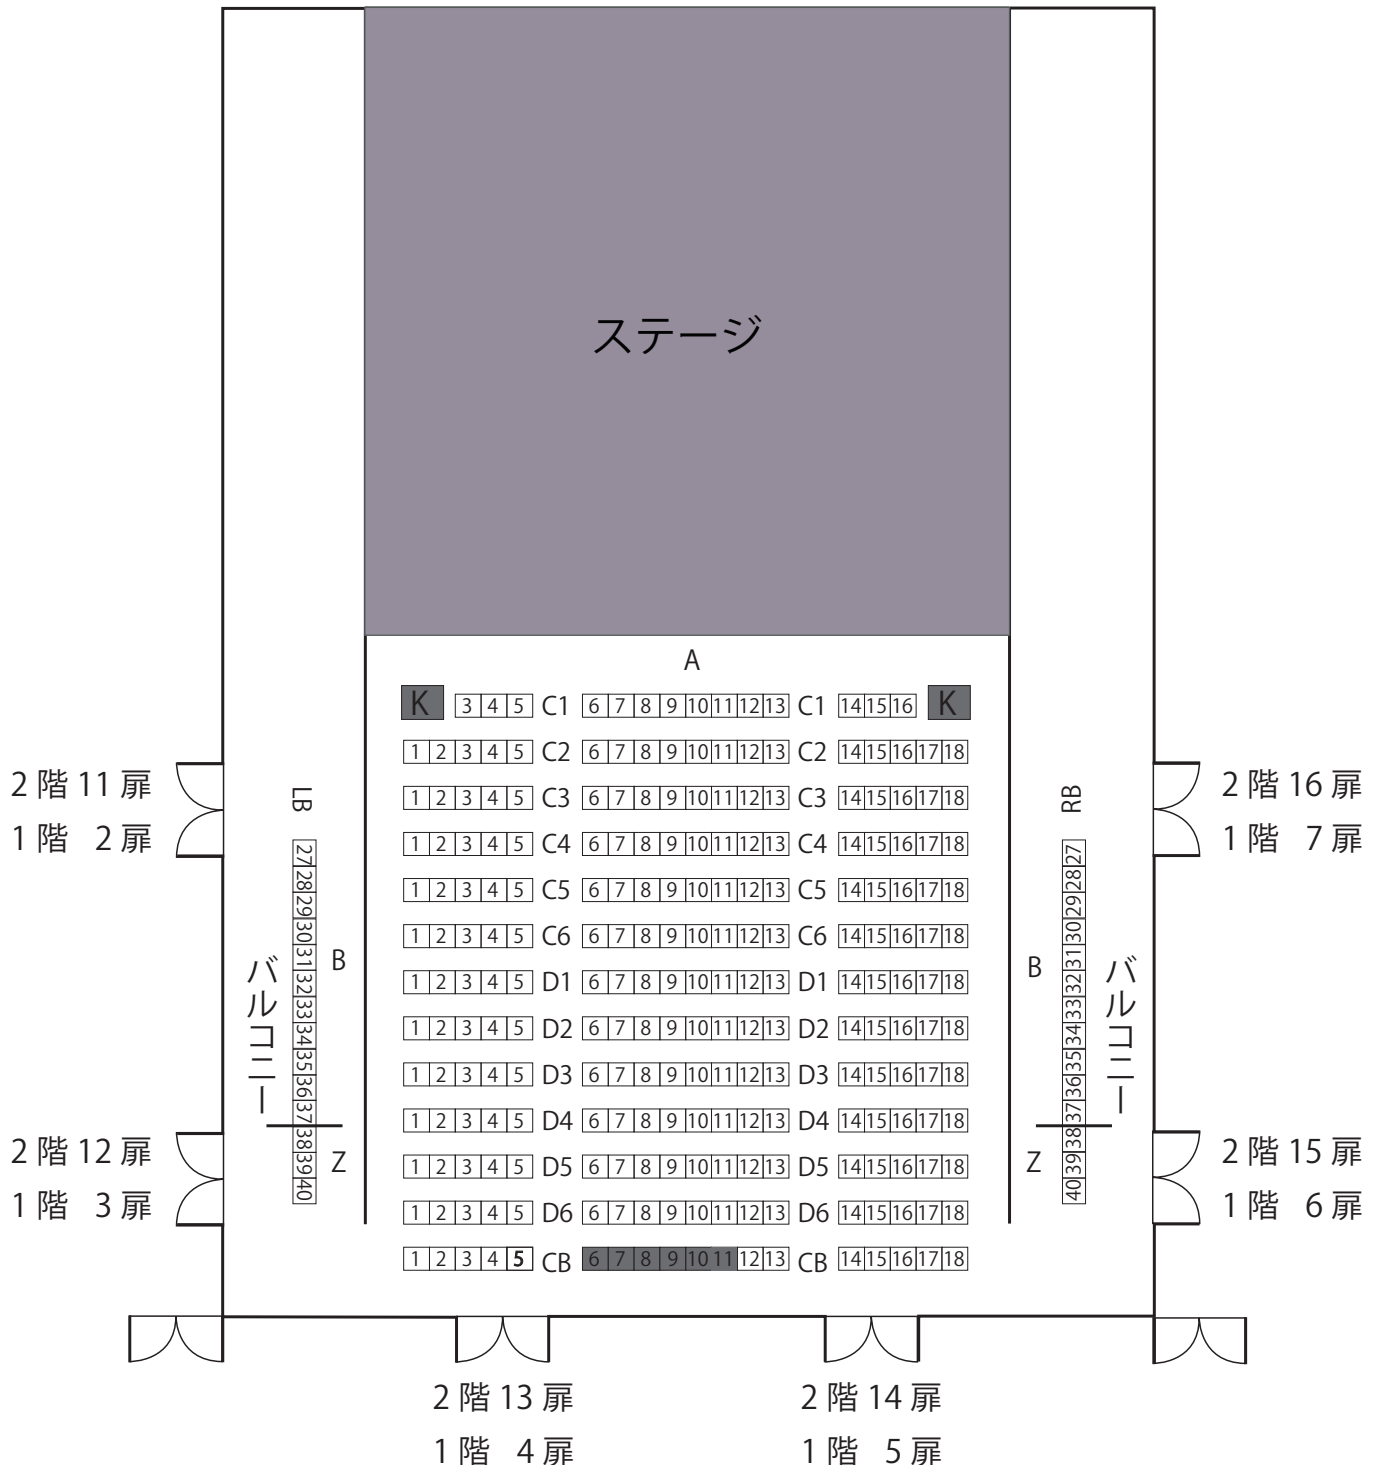 ステージ
A
K 3 4 5 C1 6 7 8 9 10 11 12 13 C1 14 15 16 K
1 2 3 4 5 C2 6 7 8 9 10 11 12 13 C2 14 15 16 17 18
1 2 3 4 5 C3 6 7 8 9 10 11 12 13 C3 14 15 16 17 18
1 2 3 4 5 C4 6 7 8 9 10 11 12 13 C4 14 15 16 17 18
1 2 3 4 5 C5 6 7 8 9 10 11 12 13 C5 14 15 16 17 18
1 2 3 4 5 C6 6 7 8 9 10 11 12 13 C6 14 15 16 17 18
1 2 3 4 5 D1 6 7 8 9 10 11 12 13 D1 14 15 16 17 18
1 2 3 4 5 D2 6 7 8 9 10 11 12 13 D2 14 15 16 17 18
1 2 3 4 5 D3 6 7 8 9 10 11 12 13 D3 14 15 16 17 18
1 2 3 4 5 D4 6 7 8 9 10 11 12 13 D4 14 15 16 17 18
1 2 3 4 5 D5 6 7 8 9 10 11 12 13 D5 14 15 16 17 18
1 2 3 4 5 D6 6 7 8 9 10 11 12 13 D6 14 15 16 17 18
1 2 3 4 5 CB 6 7 8 9 10 11 12 13 CB 14 15 16 17 18
2 階 11 扉
1 階 2 扉
2 階 12 扉
1 階 3 扉
バルコニー
LB
27 28 29 30 31 32 33 34 35 36 37 38 39 40
B
Z
RB
27 28 29 30 31 32 33 34 35 36 37 38 39 40
B
Z
バルコニー
2 階 16 扉
1 階 7 扉
2 階 15 扉
1 階 6 扉
2 階 13 扉
1 階 4 扉
2 階 14 扉
1 階 5 扉